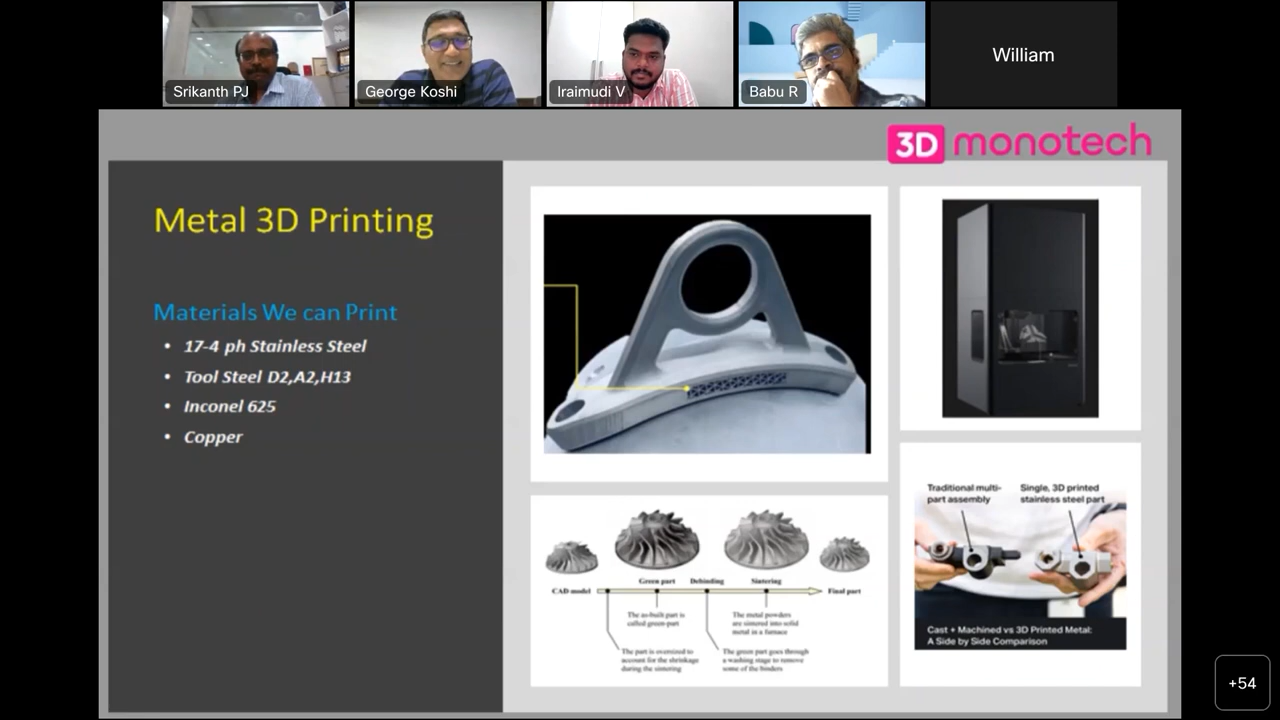 Srikanth PJ
George Koshi
Iraimudi V
Babu R
William
3D monotech
Metal 3D Printing
Materials We can Print
• 17-4 ph Stainless Steel
• Tool Steel D2,A2,H13
• Inconel 625
• Copper
Traditional multi-
part assembly
Single, 3D printed
stainless steel part
Cast + Machined vs 3D Printed Metal:
A Side by Side Comparison
Green part
Debinding
Sintering
CAD model
Final part
The as-built part is
called green-part
The metal powders
are sintered into solid
metal in a furnace
The part is oversized to
account for the shrinkage
during the sintering
The green part goes through
a washing stage to remove
some of the binders
+54